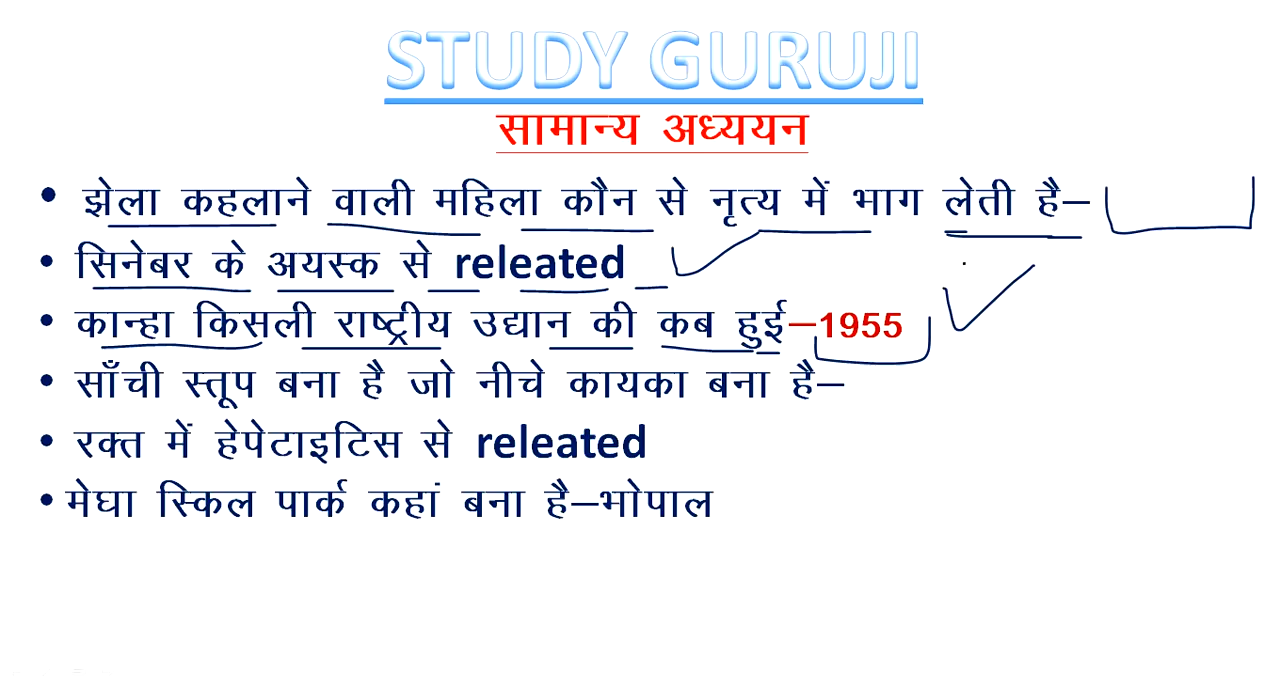 STUDY GURUJI
सामान्य अध्ययन
• झेला कहलाने वाली महिला कौन से नृत्य में भाग लेती है–
• सिनेबर के अयस्क से releated
• कान्हा किसली राष्ट्रीय उद्यान की कब हुई–1955
• साँची स्तूप बना है जो नीचे कायका बना है–
• रक्त में हेपेटाइटिस से releated
• मेघा स्किल पार्क कहां बना है–भोपाल